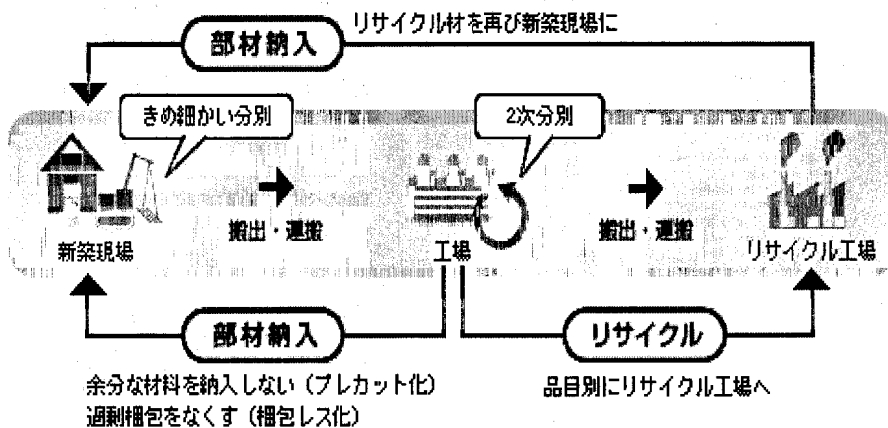 リサイクル材を再び新築現場に
部材納入
きめ細かい分別
2次分別
搬出・運搬
搬出・運搬
新築現場
工場
リサイクル工場
部材納入
リサイクル
余分な材料を納入しない（プレカット化）
過剰梱包をなくす（梱包レス化）
品目別にリサイクル工場へ